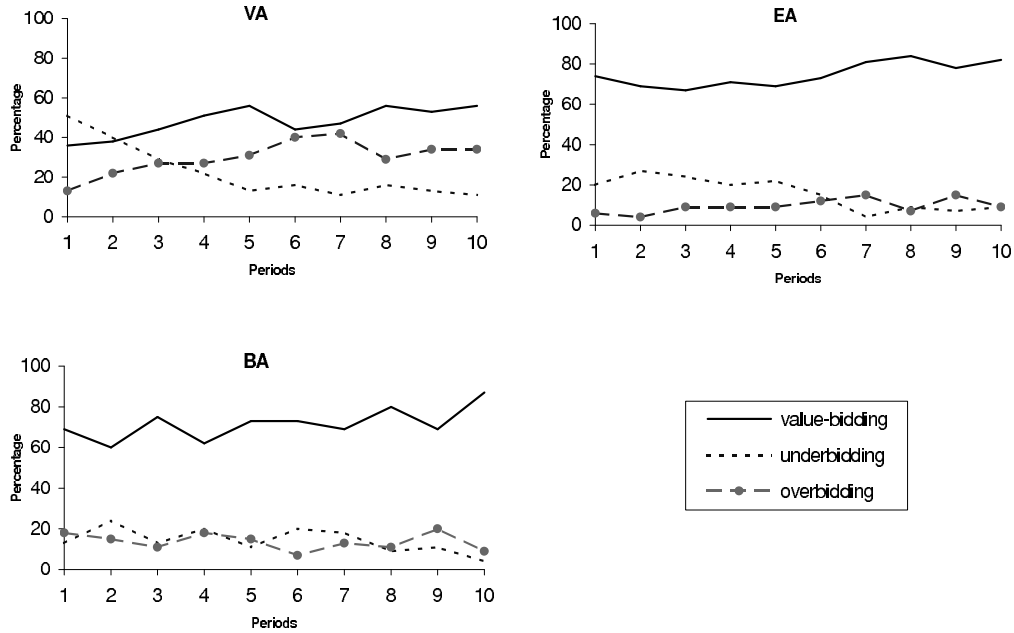 VA
100
80
60
40
20
0
Percentage
1 2 3 4 5 6 7 8 9 10
Periods
EA
100
80
60
40
20
0
Percentage
1 2 3 4 5 6 7 8 9 10
Periods
BA
100
80
60
40
20
0
Percentage
1 2 3 4 5 6 7 8 9 10
Periods
value-bidding
underbidding
overbidding